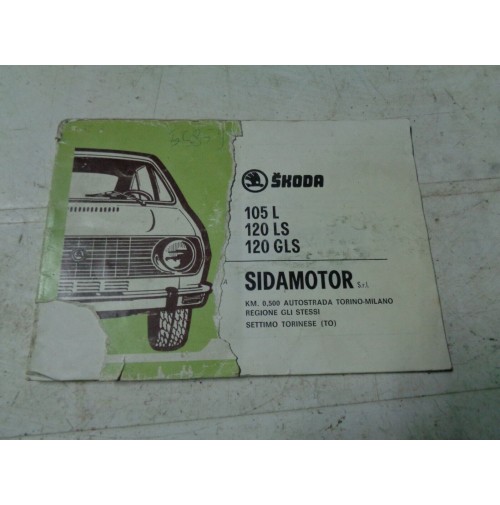 ŠKODA
105 L
120 LS
120 GLS
SIDAMOTOR S.r.l.
KM. 0,500 AUTOSTRADA TORINO-MILANO
REGIONE GLI STESSI
SETTIMO TORINESE (TO)